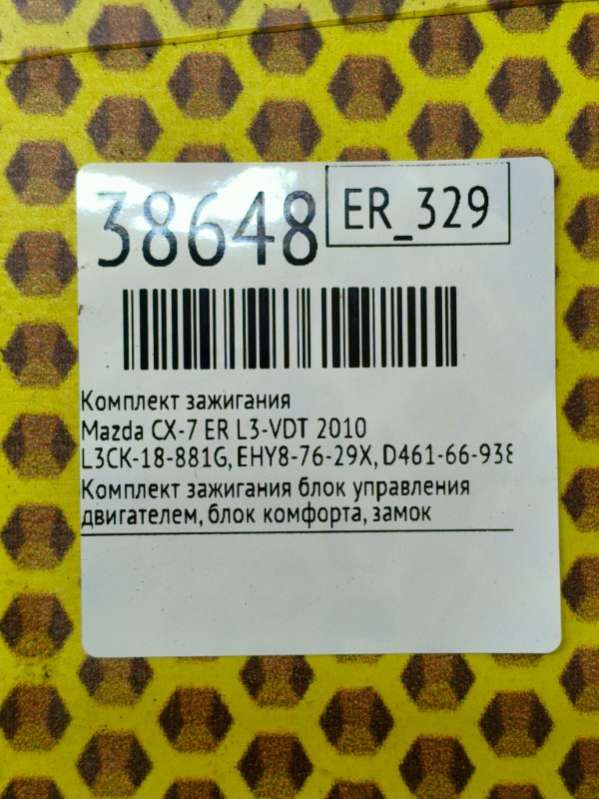 38648
ER_329
Комплект зажигания
Mazda CX-7 ER L3-VDT 2010
L3CK-18-881G, EHY8-76-29X, D461-66-938
Комплект зажигания блок управления
двигателем, блок комфорта, замок